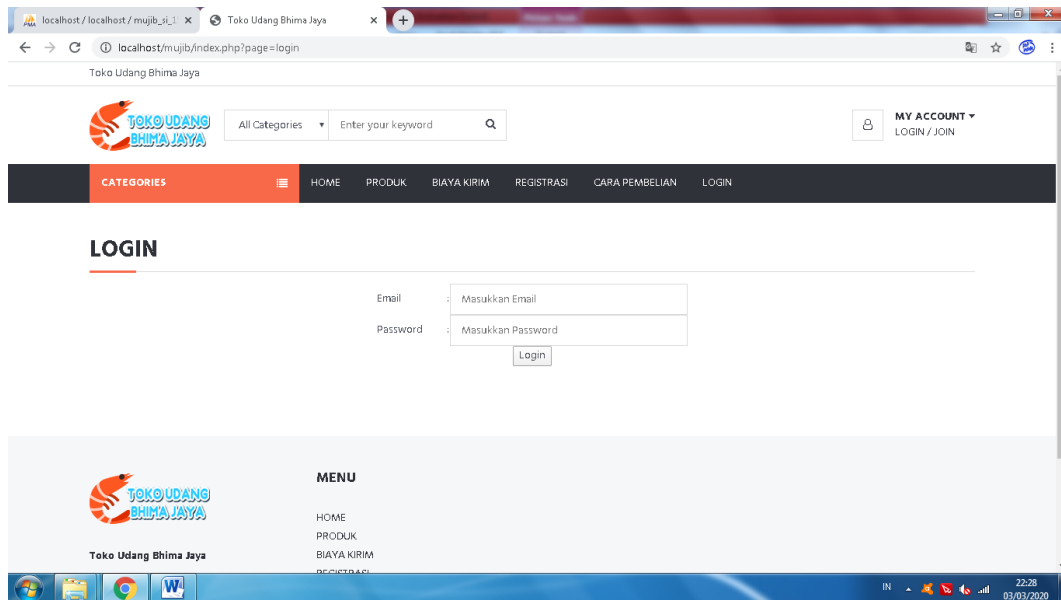 localhost / localhost / mujib_si_1
Toko Udang Bhima Jaya
localhost/mujib/index.php?page=login
Toko Udang Bhima Jaya
TOKO UDANG
BHIMA JAYA
All Categories
Enter your keyword
MY ACCOUNT
LOGIN / JOIN
CATEGORIES
HOME PRODUK BIAYA KIRIM REGISTRASI CARA PEMBELIAN LOGIN
LOGIN
Email : Masukkan Email
Password : Masukkan Password
Login
TOKO UDANG
BHIMA JAYA
Toko Udang Bhima Jaya
MENU
HOME
PRODUK
BIAYA KIRIM
REGISTRASI
IN
22:28
03/03/2020